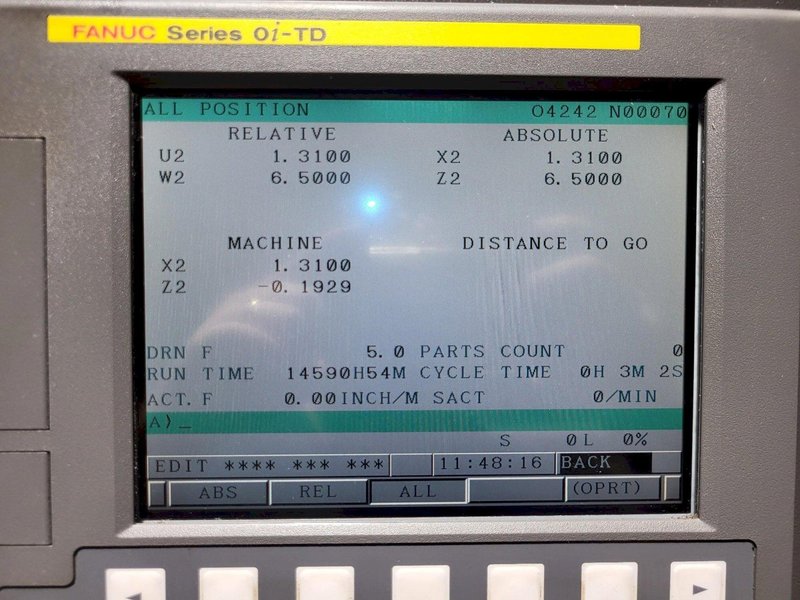 FANUC Series 0i-TD
ALL POSITION O4242 N00070
RELATIVE ABSOLUTE
U2 1.3100 X2 1.3100
W2 6.5000 Z2 6.5000
MACHINE DISTANCE TO GO
X2 1.3100
Z2 -0.1929
DRN F 5.0 PARTS COUNT 0
RUN TIME 14590H54M CYCLE TIME 0H 3M 2S
ACT.F 0.00INCH/M SACT 0/MIN
A)_
S 0L 0%
EDIT **** *** *** 11:48:16 BACK
ABS REL ALL (OPRT)